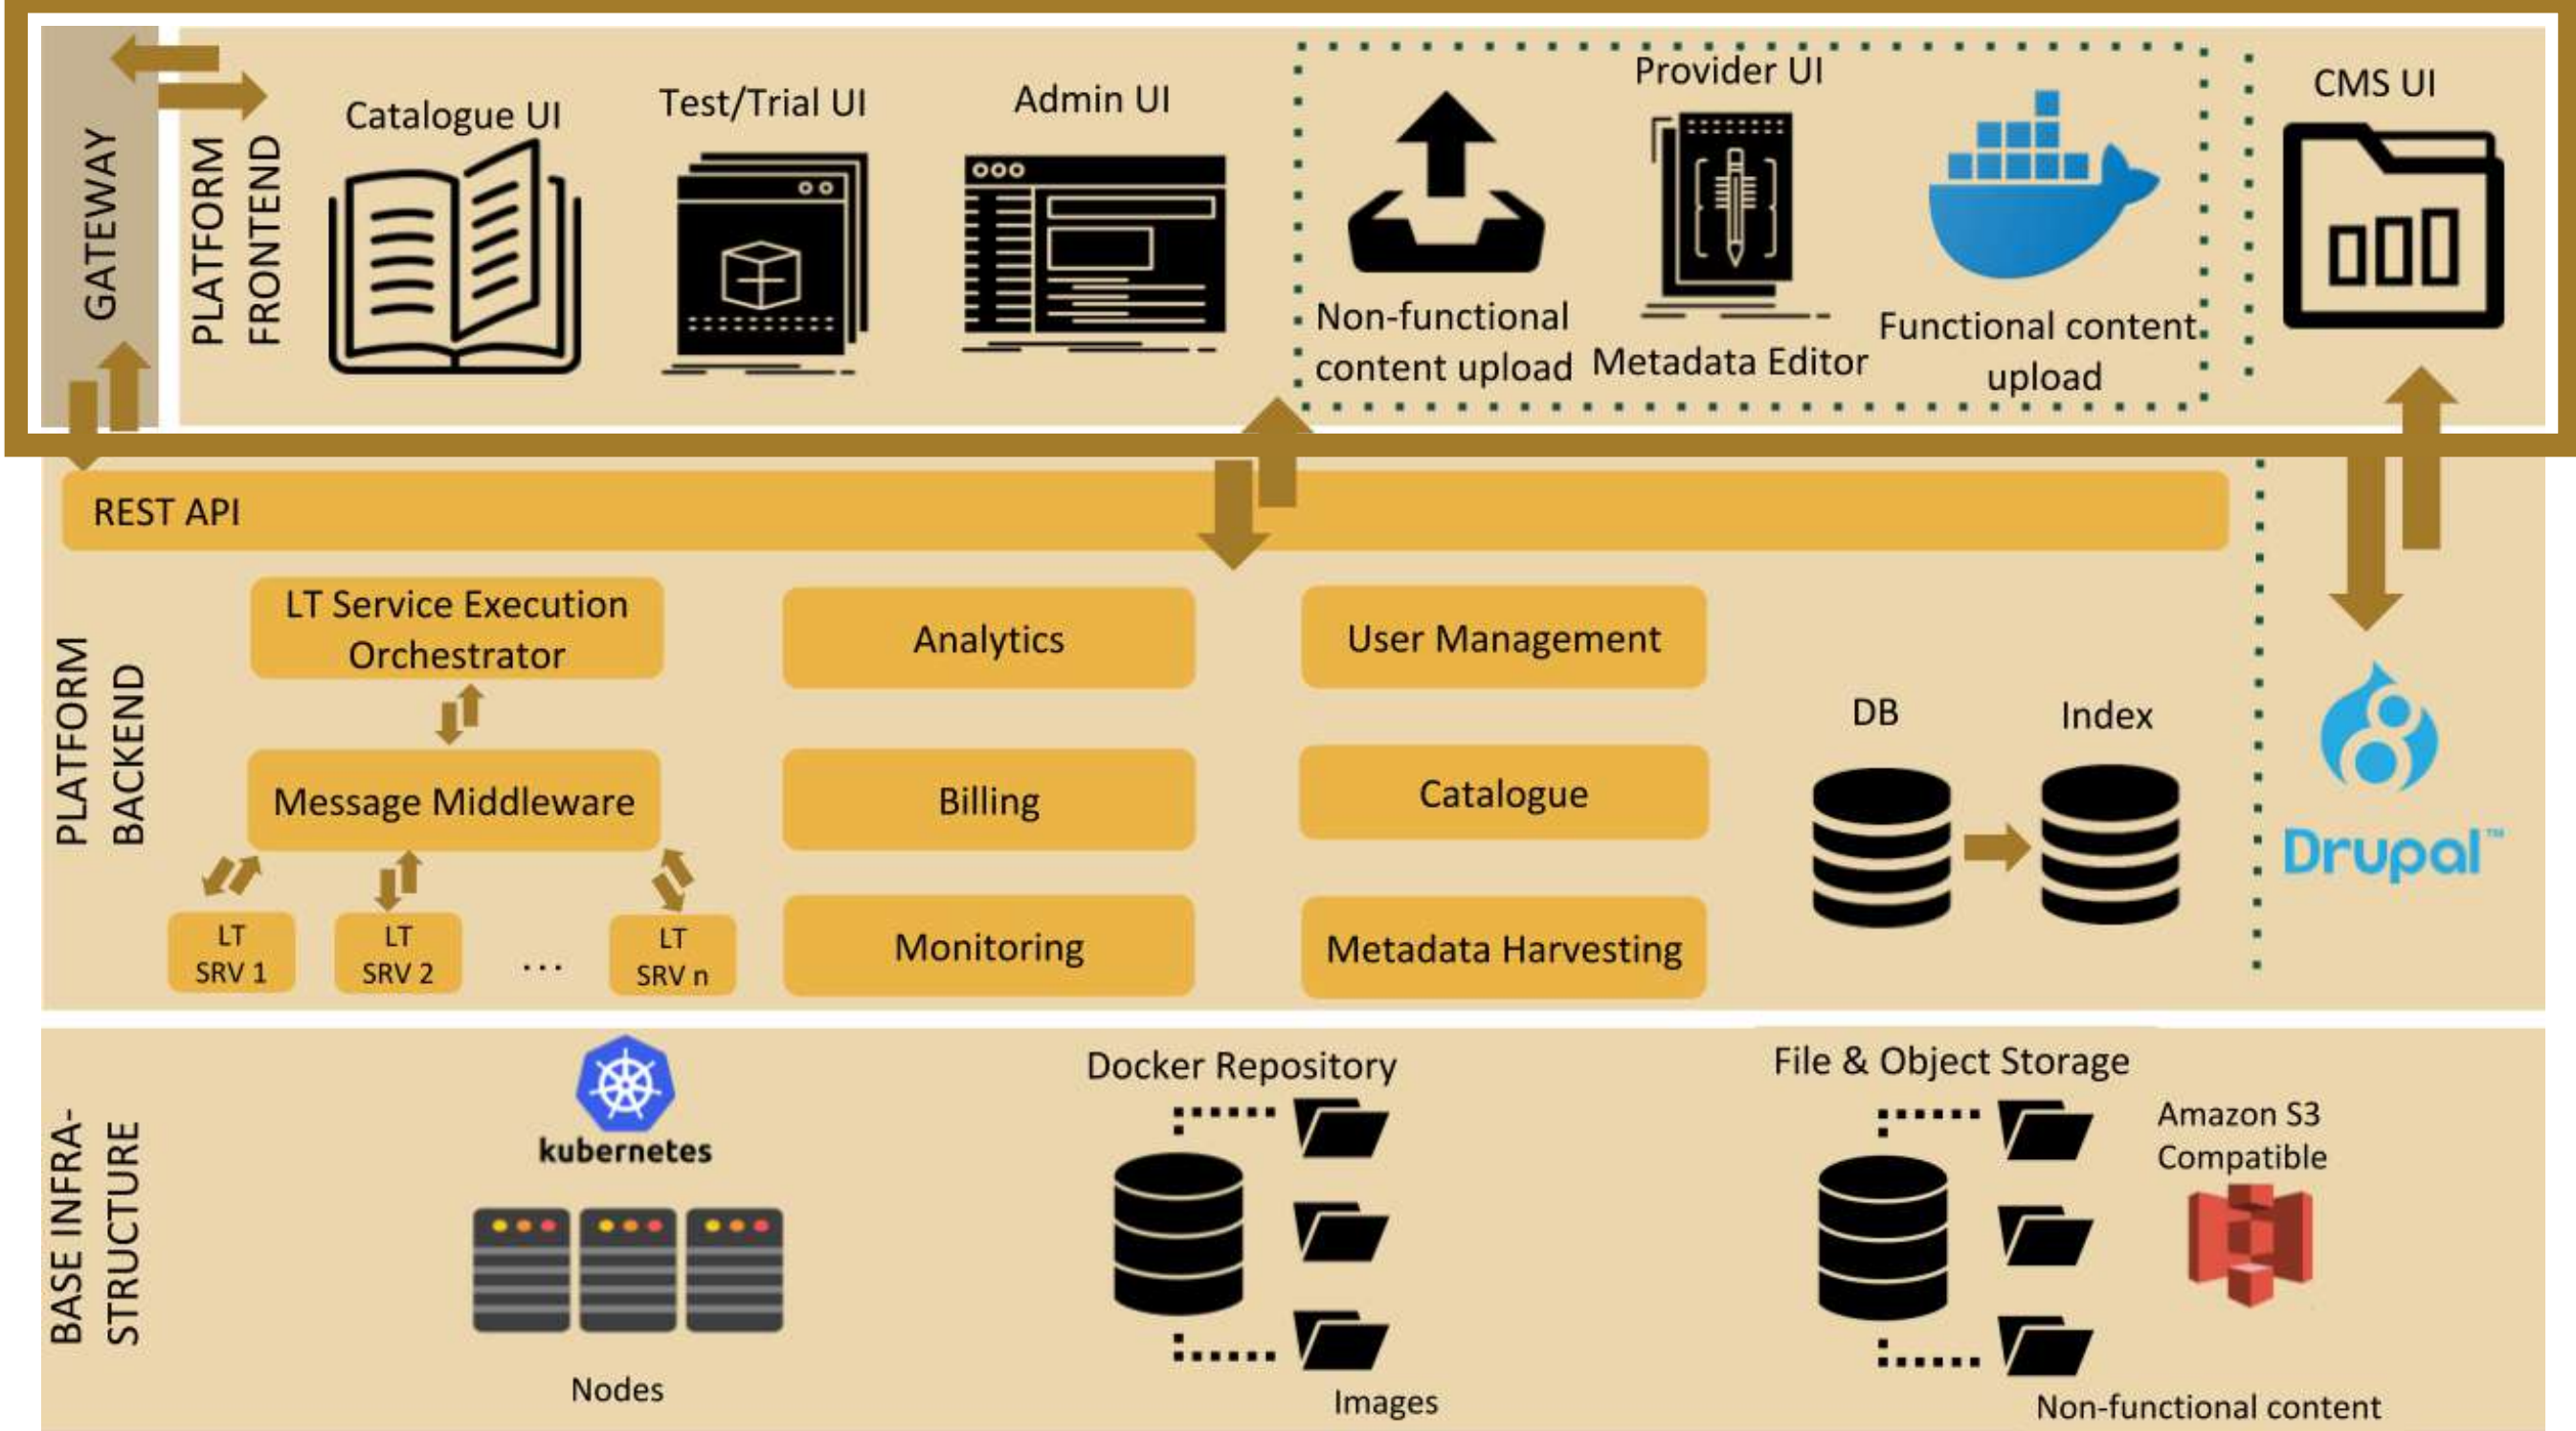 GATEWAY
PLATFORM
FRONTEND
Catalogue UI
Test/Trial UI
Admin UI
Provider UI
Non-functional
content upload
Metadata Editor
Functional content
upload
CMS UI
REST API
PLATFORM
BACKEND
LT Service Execution
Orchestrator
Message Middleware
LT
SRV 1
LT
SRV 2
...
LT
SRV n
Analytics
Billing
Monitoring
User Management
Catalogue
Metadata Harvesting
DB
Index
Drupal™
BASE INFRA-
STRUCTURE
kubernetes
Nodes
Docker Repository
Images
File & Object Storage
Amazon S3
Compatible
Non-functional content